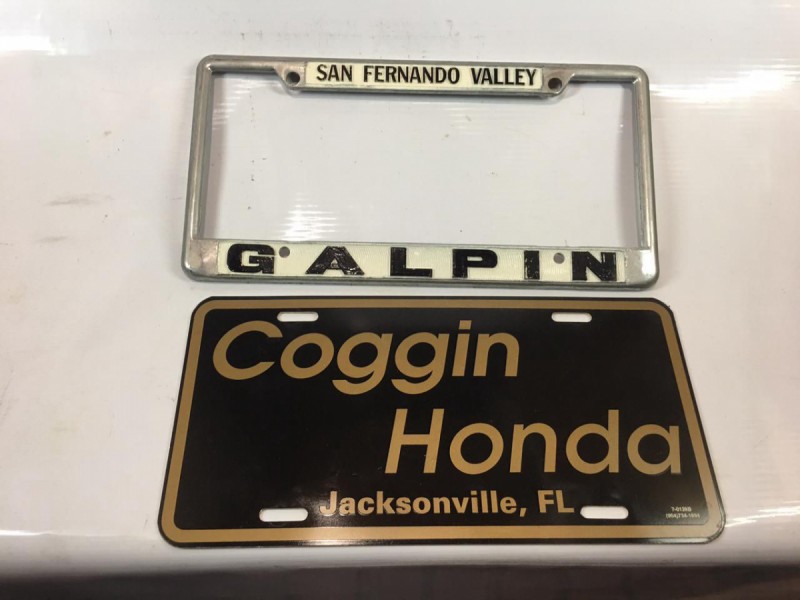 SAN FERNANDO VALLEY
GALPIN
Coggin
Honda
Jacksonville, FL